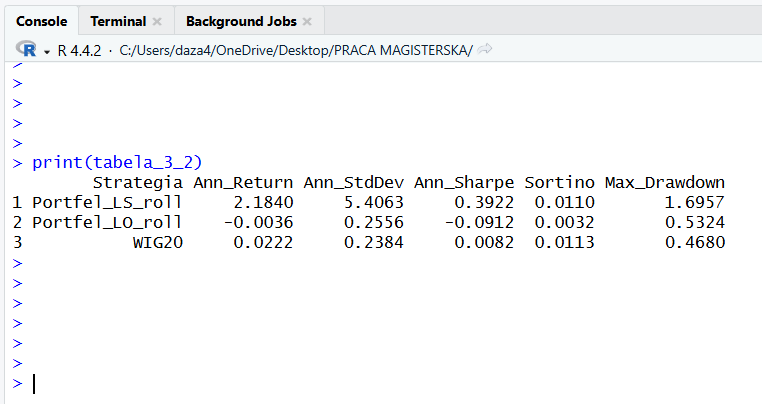 Console Terminal × Background Jobs ×
R R 4.4.2 · C:/Users/daza4/OneDrive/Desktop/PRACA MAGISTERSKA/
>
>
>
>
>
> print(tabela_3_2)
Strategia Ann_Return Ann_StdDev Ann_Sharpe Sortino Max_Drawdown
1 Portfel_LS_roll 2.1840 5.4063 0.3922 0.0110 1.6957
2 Portfel_LO_roll -0.0036 0.2556 -0.0912 0.0032 0.5324
3 WIG20 0.0222 0.2384 0.0082 0.0113 0.4680
>
>
>
>
>
>
>